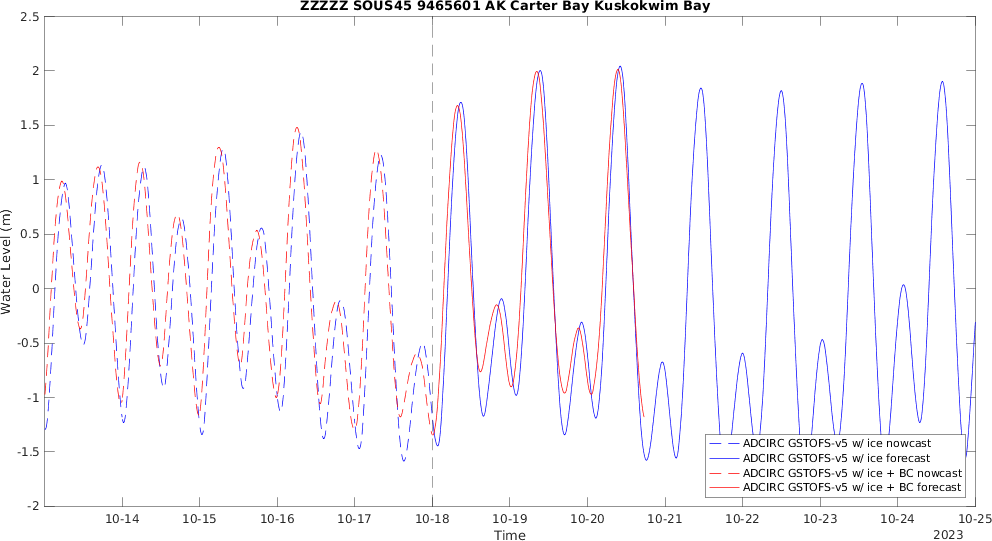 ZZZZZ SOUS45 9465601 AK Carter Bay Kuskokwim Bay
2.5
2
1.5
1
0.5
0
-0.5
-1
-1.5
-2
Water Level (m)
10-14 10-15 10-16 10-17 10-18 10-19 10-20 10-21 10-22 10-23 10-24 10-25
Time
2023
ADCIRC GSTOFS-v5 w/ ice nowcast
ADCIRC GSTOFS-v5 w/ ice forecast
ADCIRC GSTOFS-v5 w/ ice + BC nowcast
ADCIRC GSTOFS-v5 w/ ice + BC forecast